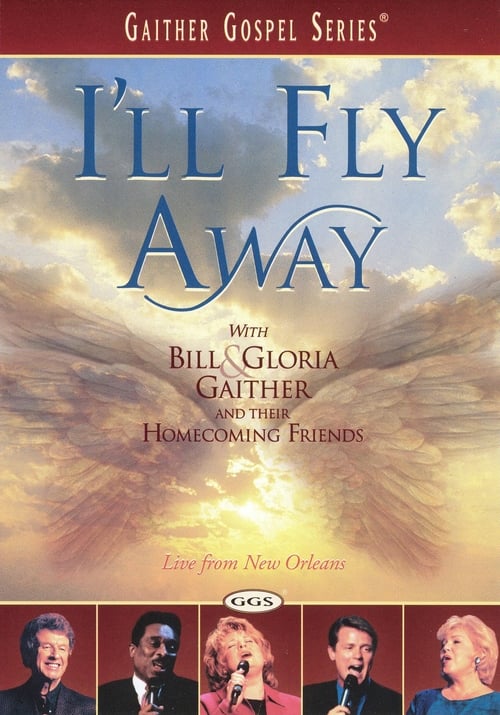 GAITHER GOSPEL SERIES®
I'LL FLY
AWAY
WITH
BILL & GLORIA
GAITHER
AND THEIR
HOMECOMING FRIENDS
Live from New Orleans
GGS